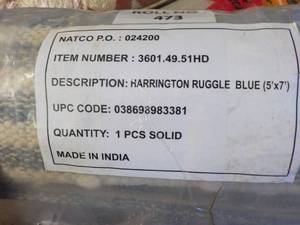 ROLL NO
473
NATCO P.O. : 024200
ITEM NUMBER : 3601.49.51HD
DESCRIPTION: HARRINGTON RUGGLE BLUE (5'x7')
UPC CODE: 038698983381
QUANTITY: 1 PCS SOLID
MADE IN INDIA